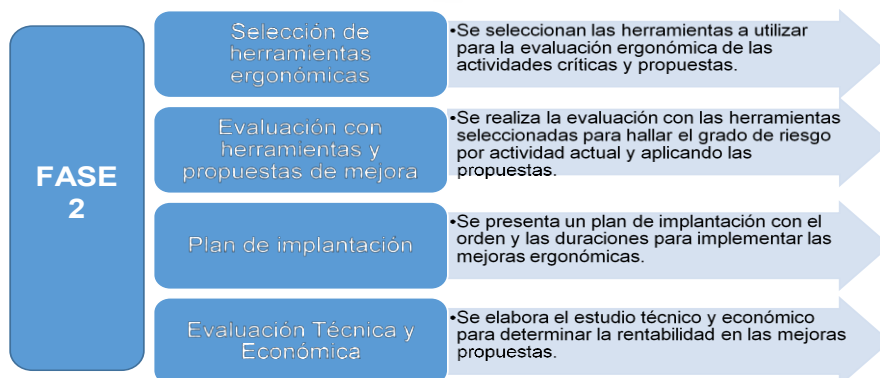 FASE
2
Selección de
herramientas
ergonómicas
•Se seleccionan las herramientas a utilizar
para la evaluación ergonómica de las
actividades críticas y propuestas.
Evaluación con
herramientas y
propuestas de mejora
•Se realiza la evaluación con las herramientas
seleccionadas para hallar el grado de riesgo
por actividad actual y aplicando las
propuestas.
Plan de implantación
•Se presenta un plan de implantación con el
orden y las duraciones para implementar las
mejoras ergonómicas.
Evaluación Técnica y
Económica
•Se elabora el estudio técnico y económico
para determinar la rentabilidad en las mejoras
propuestas.